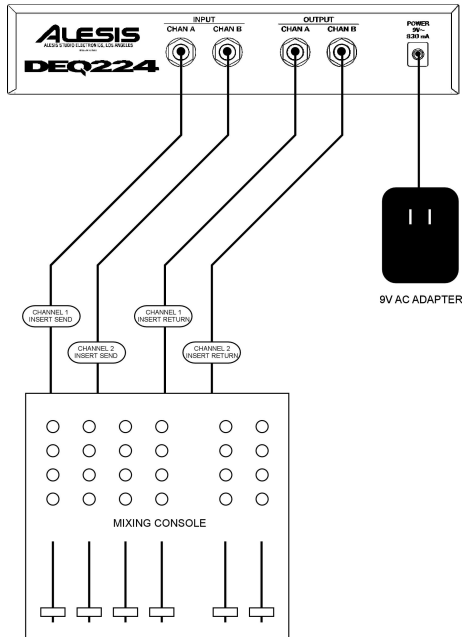 ALESIS
ALESIS STUDIO ELECTRONICS, LOS ANGELES
DEQ224
INPUT
CHAN A CHAN B
OUTPUT
CHAN A CHAN B
POWER
9V~
830 mA
9V AC ADAPTER
CHANNEL 1
INSERT SEND
CHANNEL 1
INSERT RETURN
CHANNEL 2
INSERT SEND
CHANNEL 2
INSERT RETURN
MIXING CONSOLE